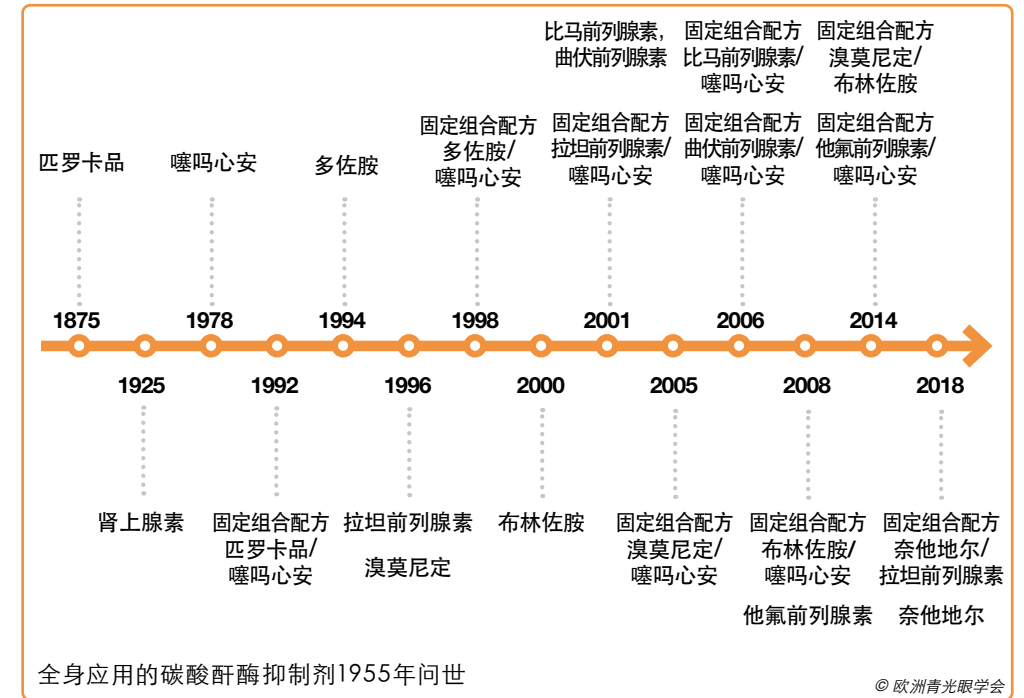 比马前列腺素，
曲伏前列腺素
固定组合配方
比马前列腺素/
噻吗心安
固定组合配方
溴莫尼定/
布林佐胺
匹罗卡品
噻吗心安
多佐胺
固定组合配方
多佐胺/
噻吗心安
固定组合配方
拉坦前列腺素/
噻吗心安
固定组合配方
曲伏前列腺素/
噻吗心安
固定组合配方
他氟前列腺素/
噻吗心安
1875
1978
1994
1998
2001
2006
2014
1925
1992
1996
2000
2005
2008
2018
肾上腺素
固定组合配方
匹罗卡品/
噻吗心安
拉坦前列腺素
溴莫尼定
布林佐胺
固定组合配方
溴莫尼定/
噻吗心安
固定组合配方
布林佐胺/
噻吗心安
他氟前列腺素
固定组合配方
奈他地尔/
拉坦前列腺素
奈他地尔
全身应用的碳酸酐酶抑制剂1955年问世
© 欧洲青光眼学会